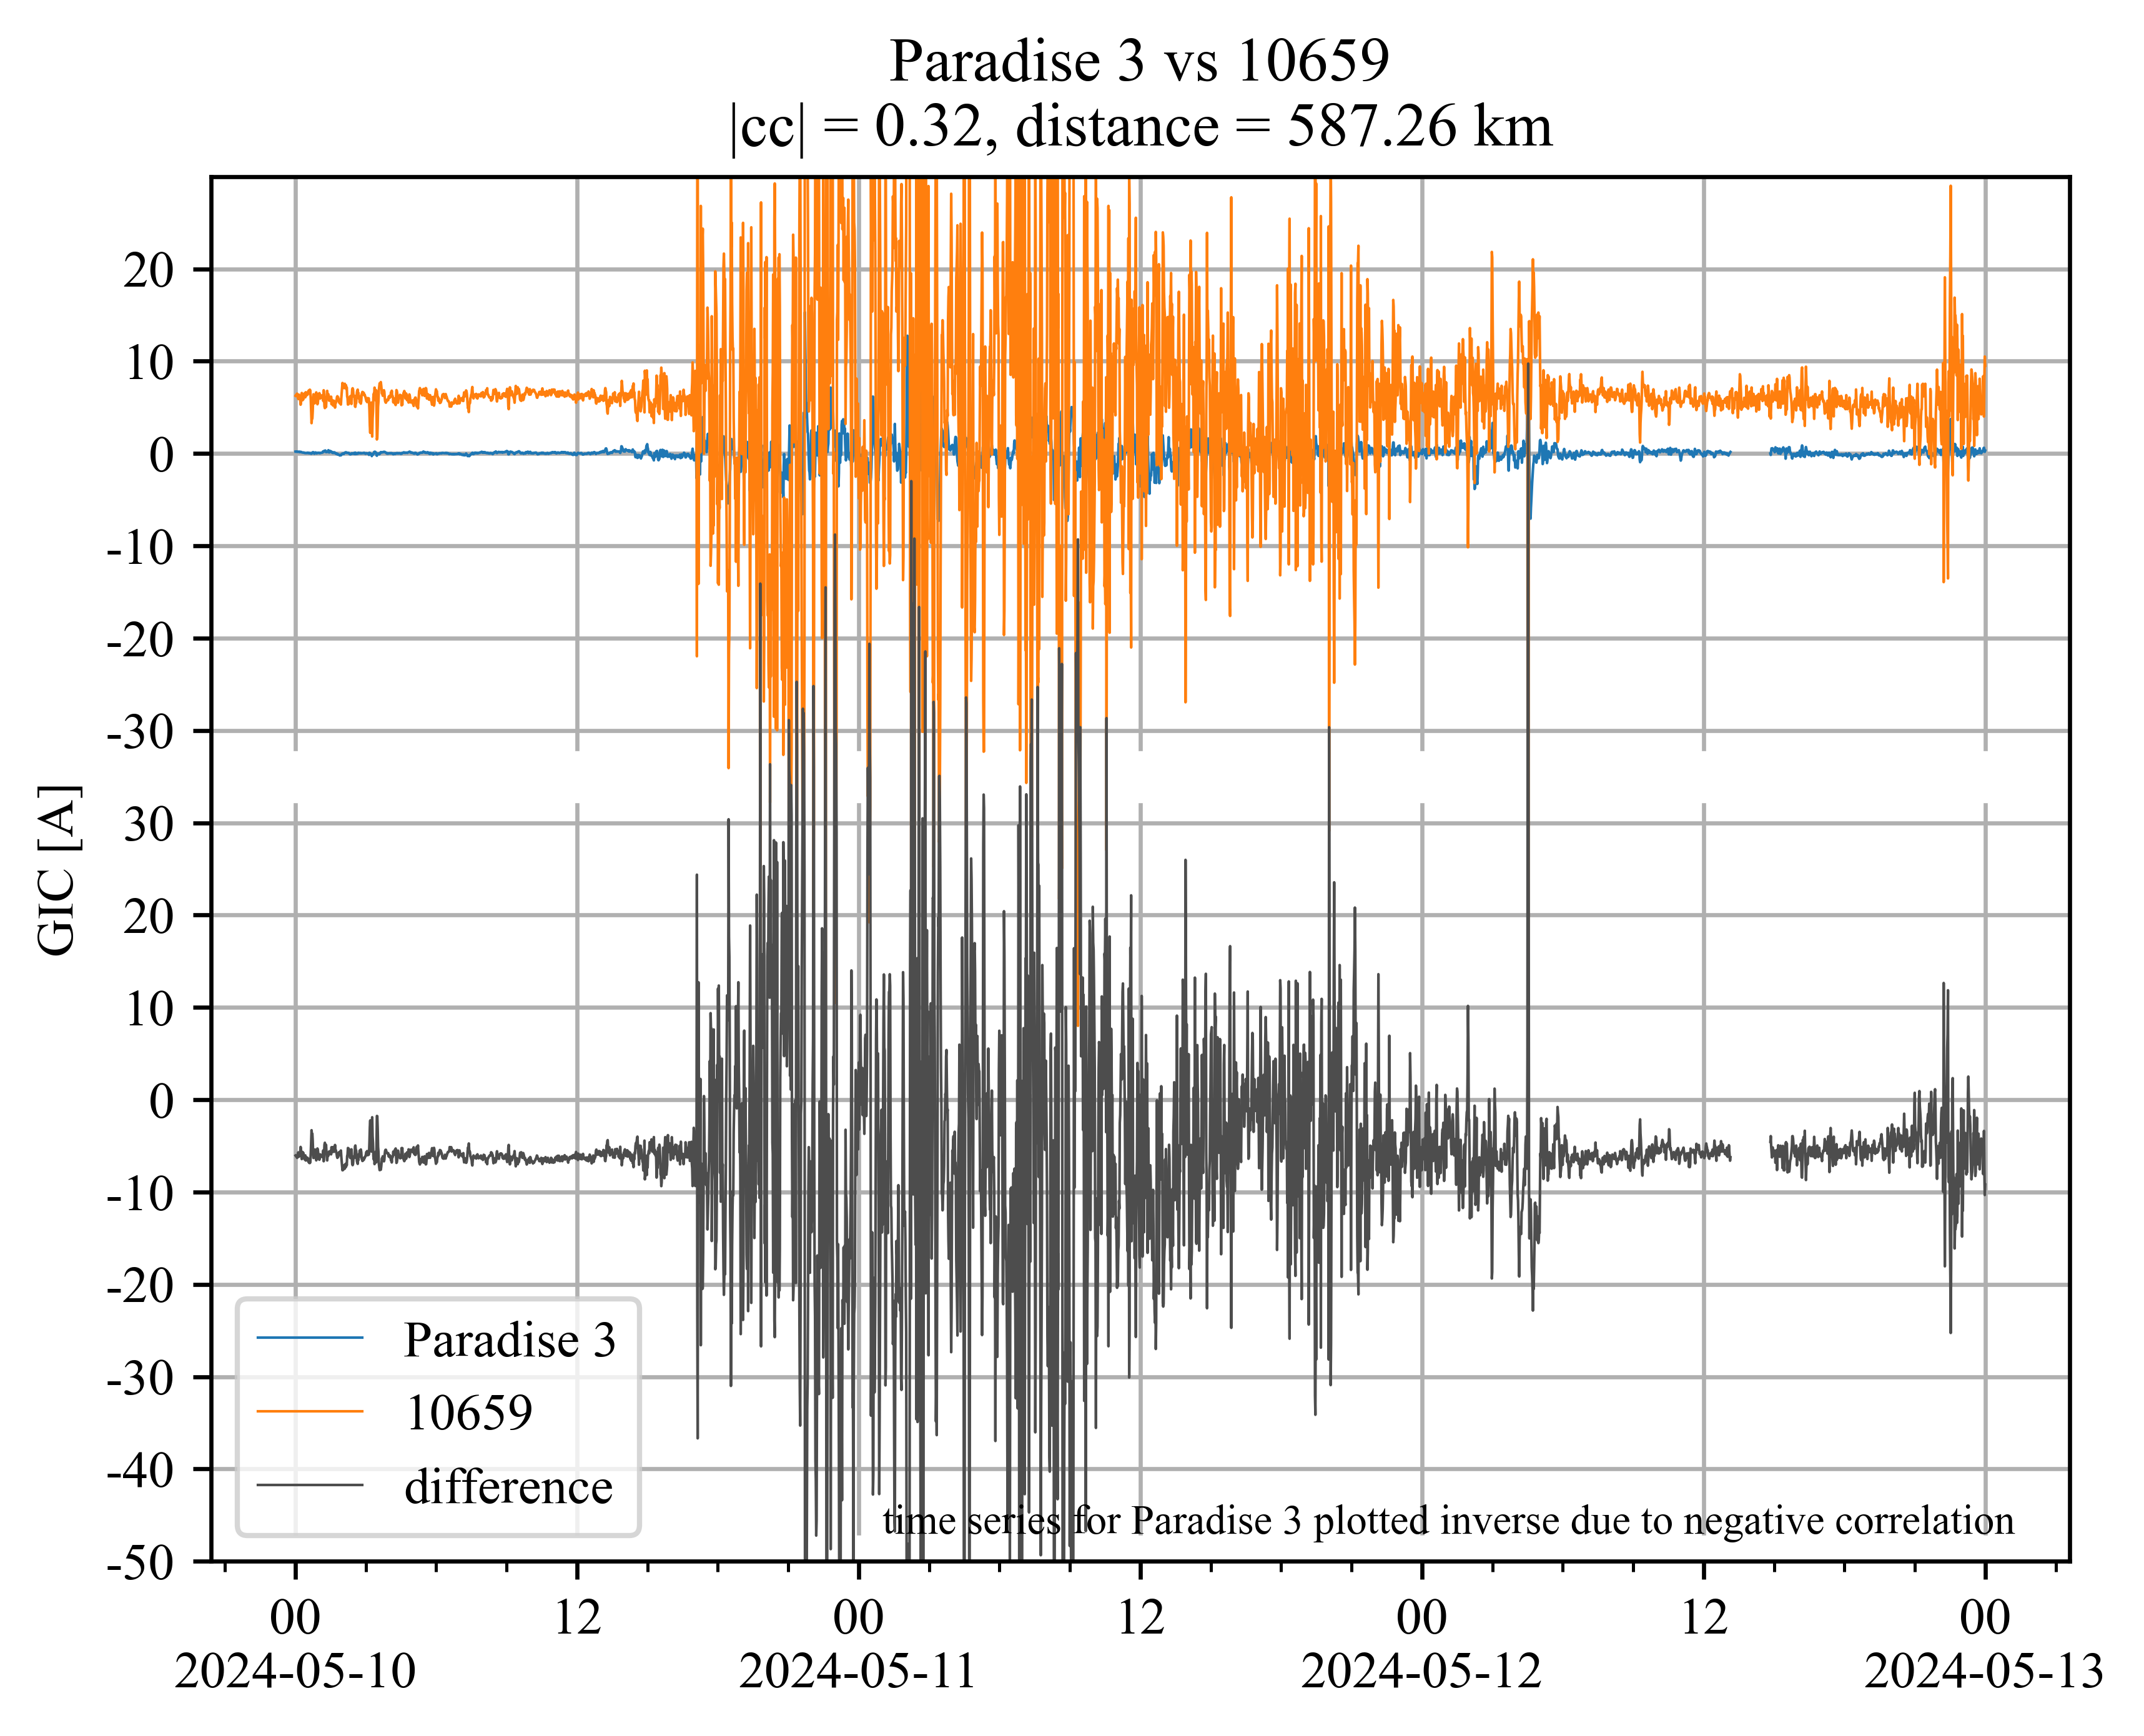 Paradise 3 vs 10659
|cc| = 0.32, distance = 587.26 km
GIC [A]
20
10
0
-10
-20
-30
30
20
10
0
-10
-20
-30
-40
-50
Paradise 3
10659
difference
time series for Paradise 3 plotted inverse due to negative correlation
00 12 00 12 00 12 00
2024-05-10 2024-05-11 2024-05-12 2024-05-13